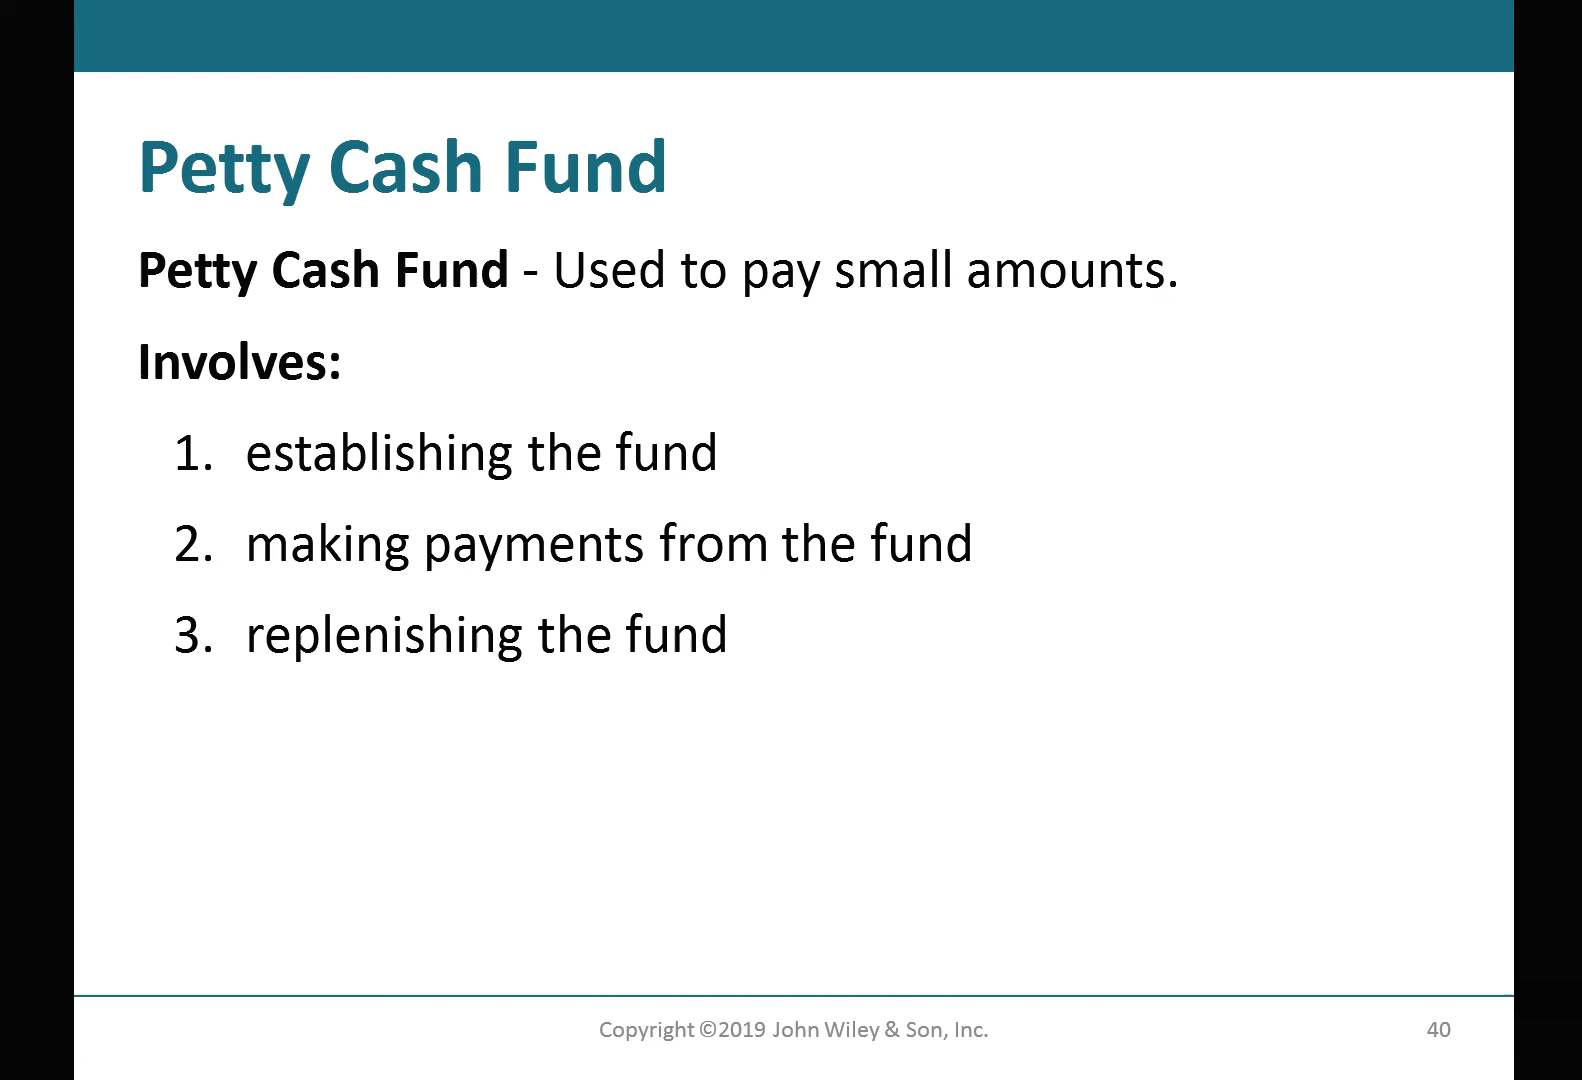 Petty Cash Fund
Petty Cash Fund - Used to pay small amounts.
Involves:
1. establishing the fund
2. making payments from the fund
3. replenishing the fund
Copyright ©2019 John Wiley & Son, Inc.
40